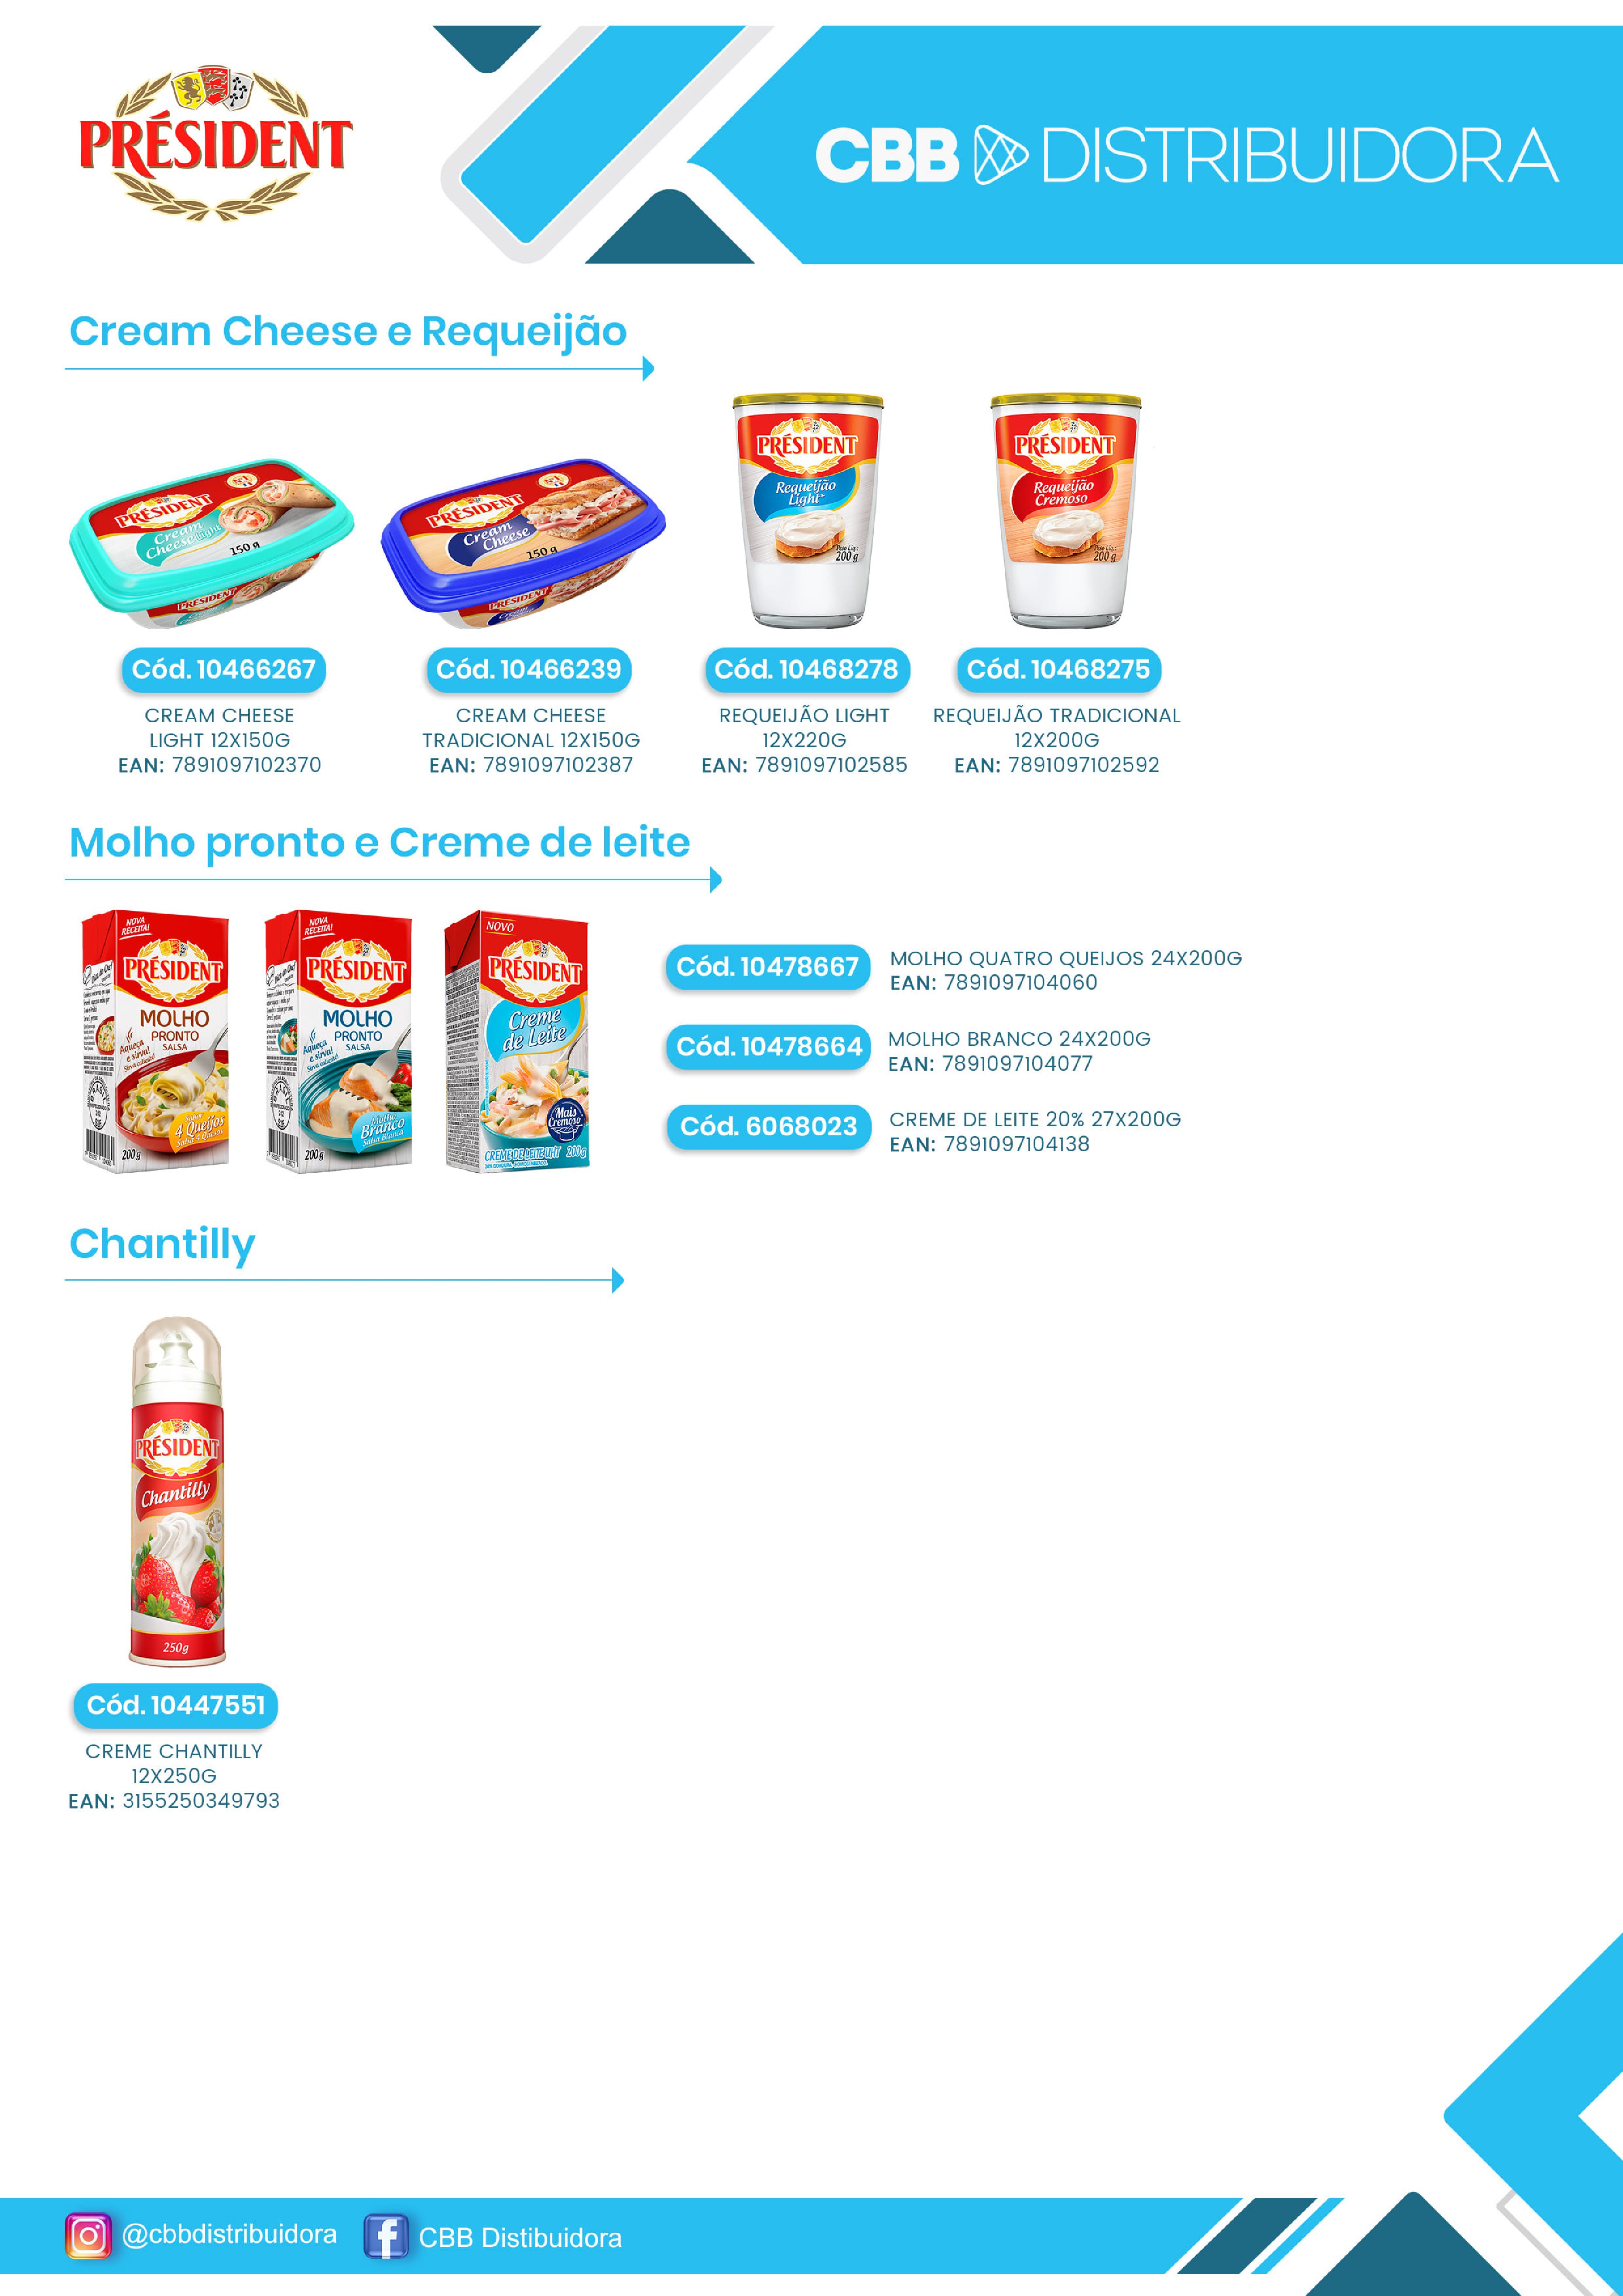 PRÉSIDENT
CBB DISTRIBUIDORA
Cream Cheese e Requeijão
PRÉSIDENT
Cream
Cheese light
150 g
PRÉSIDENT
PRÉSIDENT
Cream
Cheese
150 g
PRÉSIDENT
Cream
PRÉSIDENT
Requeijão
Light
200 g
PRÉSIDENT
Requeijão
Cremoso
200 g
Cód. 10466267
CREAM CHEESE
LIGHT 12X150G
EAN: 7891097102370
Cód. 10466239
CREAM CHEESE
TRADICIONAL 12X150G
EAN: 7891097102387
Cód. 10468278
REQUEIJÃO LIGHT
12X220G
EAN: 7891097102585
Cód. 10468275
REQUEIJÃO TRADICIONAL
12X200G
EAN: 7891097102592
Molho pronto e Creme de leite
NOVA
RECEITA!
PRÉSIDENT
MOLHO
PRONTO
SALSA
Aqueça
e sirva!
4 Queijos
200 g
NOVA
RECEITA!
PRÉSIDENT
MOLHO
PRONTO
SALSA
Aqueça
e sirva!
Molho
Branco
Salsa Blanca
200 g
NOVO
PRÉSIDENT
Creme
de Leite
Mais
Cremoso
CREME DE LEITE UHT 200g
Cód. 10478667
MOLHO QUATRO QUEIJOS 24X200G
EAN: 7891097104060
Cód. 10478664
MOLHO BRANCO 24X200G
EAN: 7891097104077
Cód. 6068023
CREME DE LEITE 20% 27X200G
EAN: 7891097104138
Chantilly
PRÉSIDENT
Chantilly
250g
Cód. 10447551
CREME CHANTILLY
12X250G
EAN: 3155250349793
@cbbdistribuidora
CBB Distibuidora